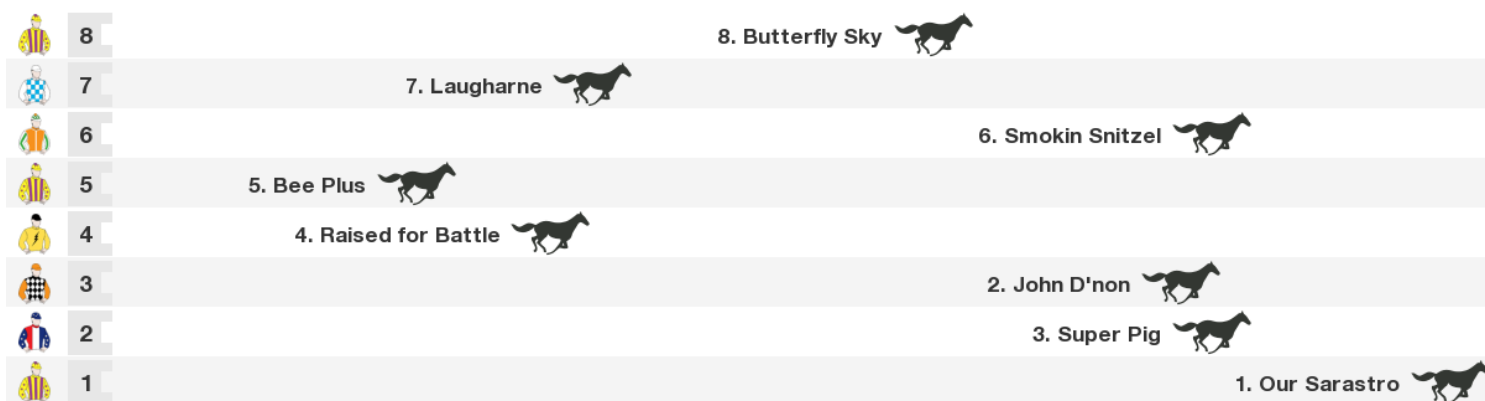 8 8. Butterfly Sky
7 7. Laugharne
6 6. Smokin Snitzel
5 5. Bee Plus
4 4. Raised for Battle
3 2. John D'non
2 3. Super Pig
1 1. Our Sarastro